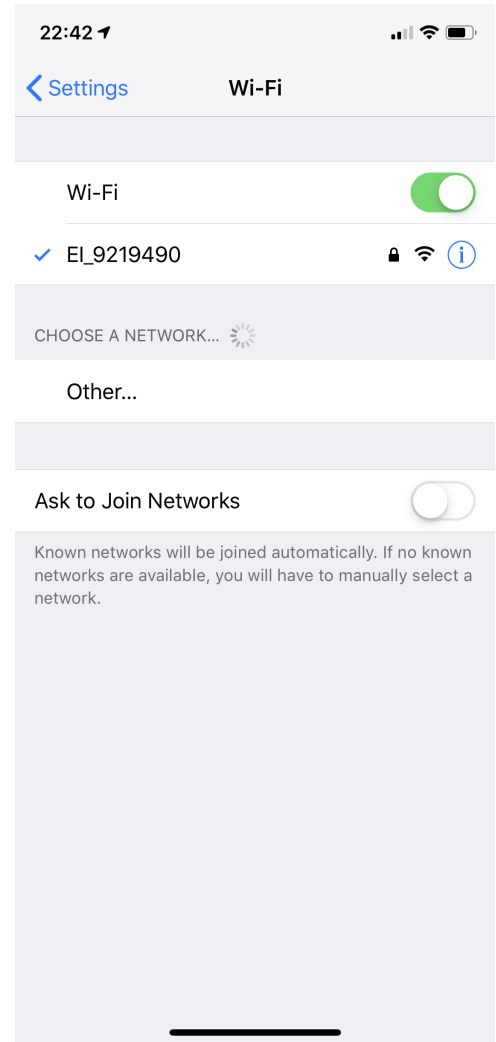 22:42
Settings
Wi-Fi
Wi-Fi
EI_9219490
CHOOSE A NETWORK...
Other...
Ask to Join Networks
Known networks will be joined automatically. If no known
networks are available, you will have to manually select a
network.